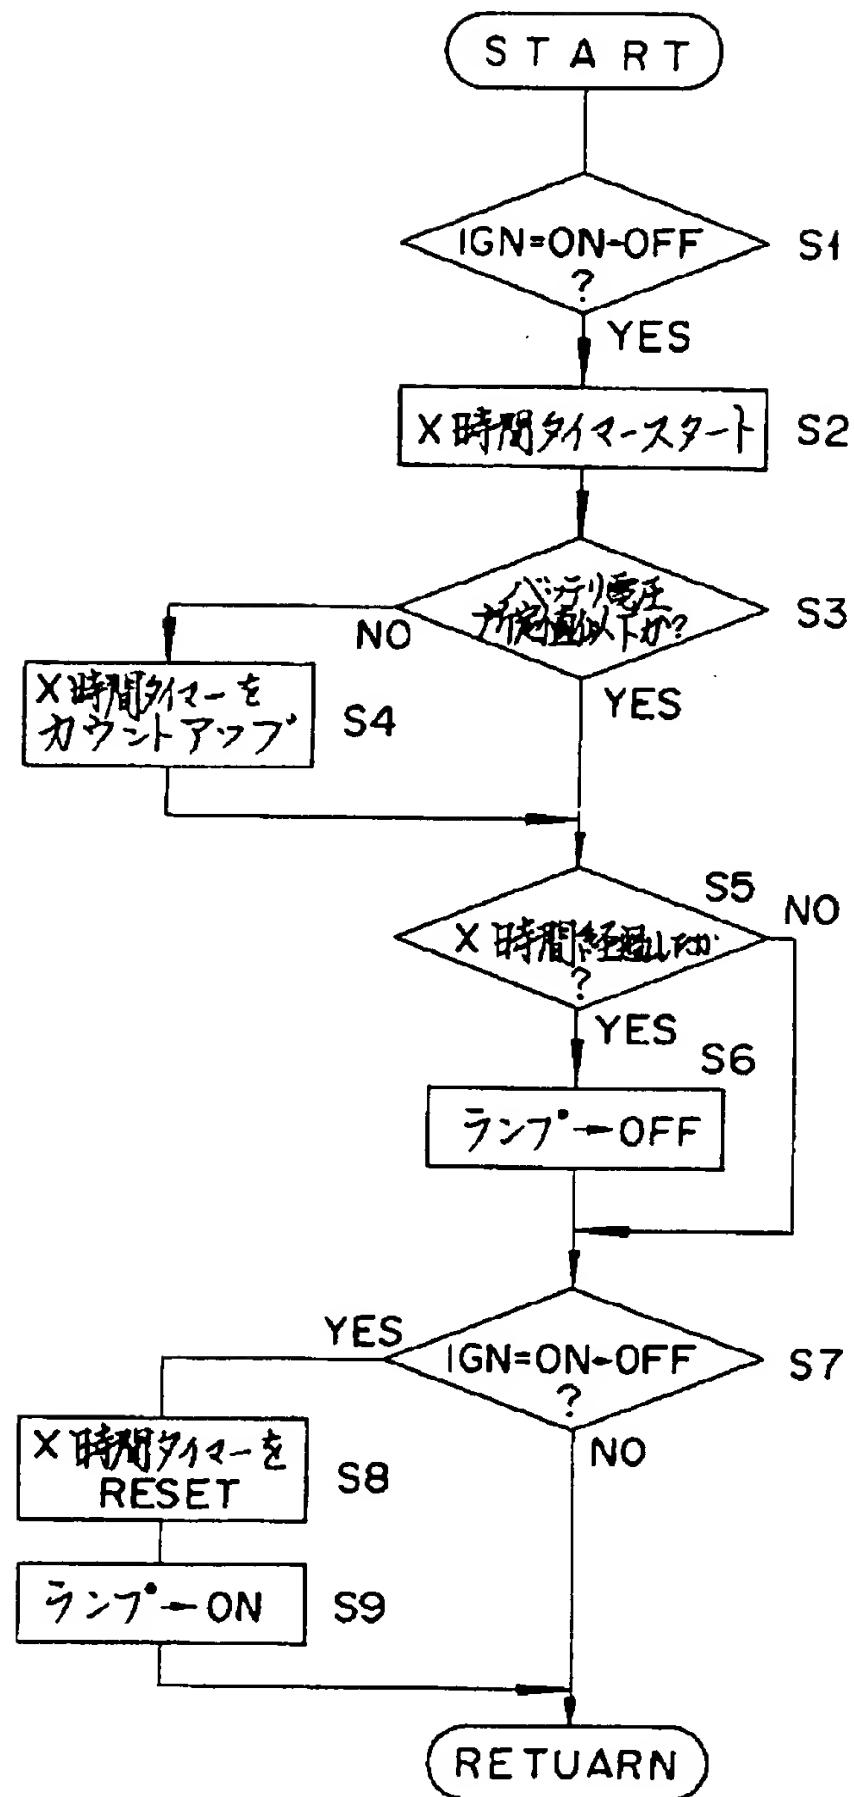 START
IGN=ON-OFF
?
S1
YES
X時間タイマースタート
S2
バッテリ電圧
所定値以下か?
S3
NO
YES
X時間タイマーを
カウントアップ
S4
S5
NO
X時間経過したか
?
YES
S6
ランプ→OFF
YES
IGN=ON-OFF
?
S7
NO
X時間タイマーを
RESET
S8
ランプ→ON
S9
RETUARN